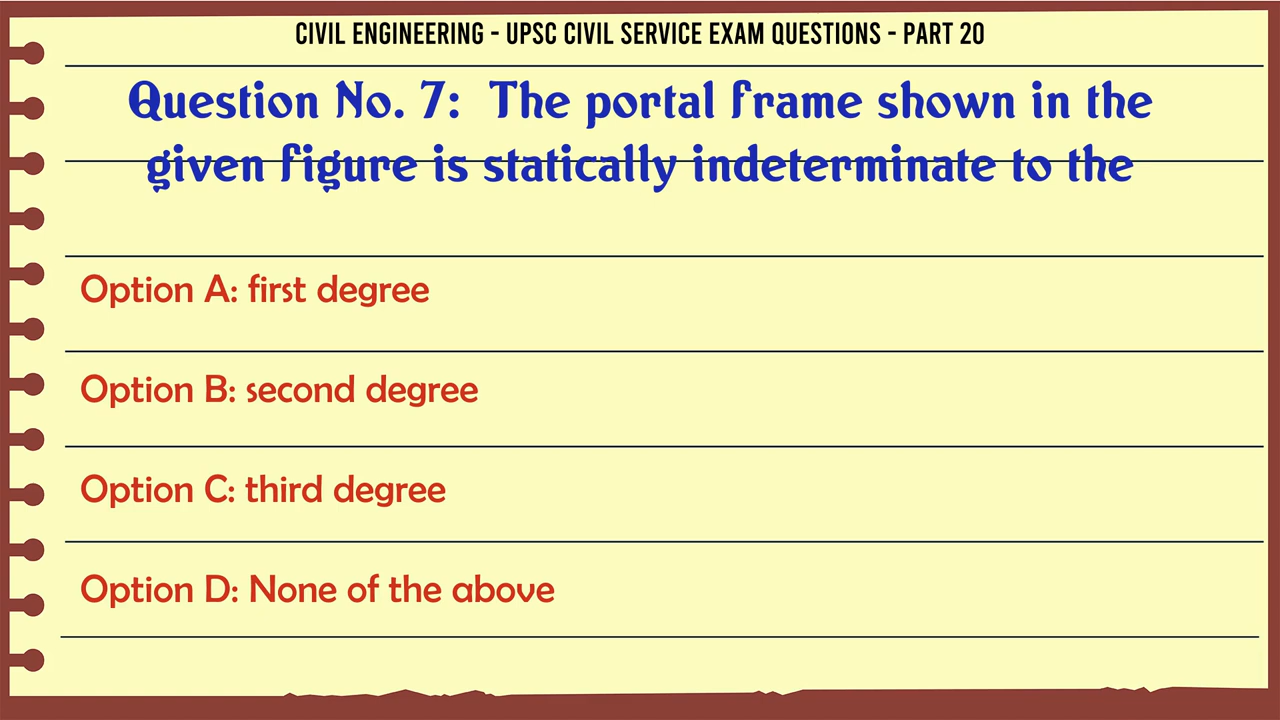 CIVIL ENGINEERING - UPSC CIVIL SERVICE EXAM QUESTIONS - PART 20
Question No. 7: The portal frame shown in the
given figure is statically indeterminate to the
Option A: first degree
Option B: second degree
Option C: third degree
Option D: None of the above